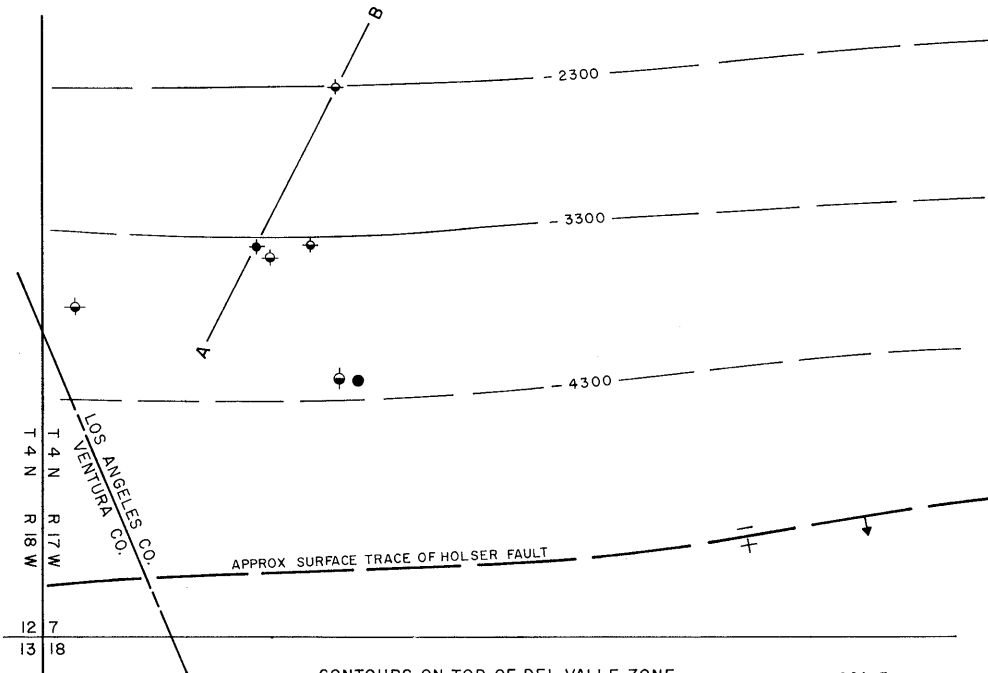 B
- 2300
- 3300
A
- 4300
LOS ANGELES CO.
VENTURA CO.
T 4 N R 17 W
T 4 N R 18 W
APPROX SURFACE TRACE OF HOLSER FAULT
−
+
12 7
13 18
CONTOURS ON TOP OF DEL VALLE ZONE